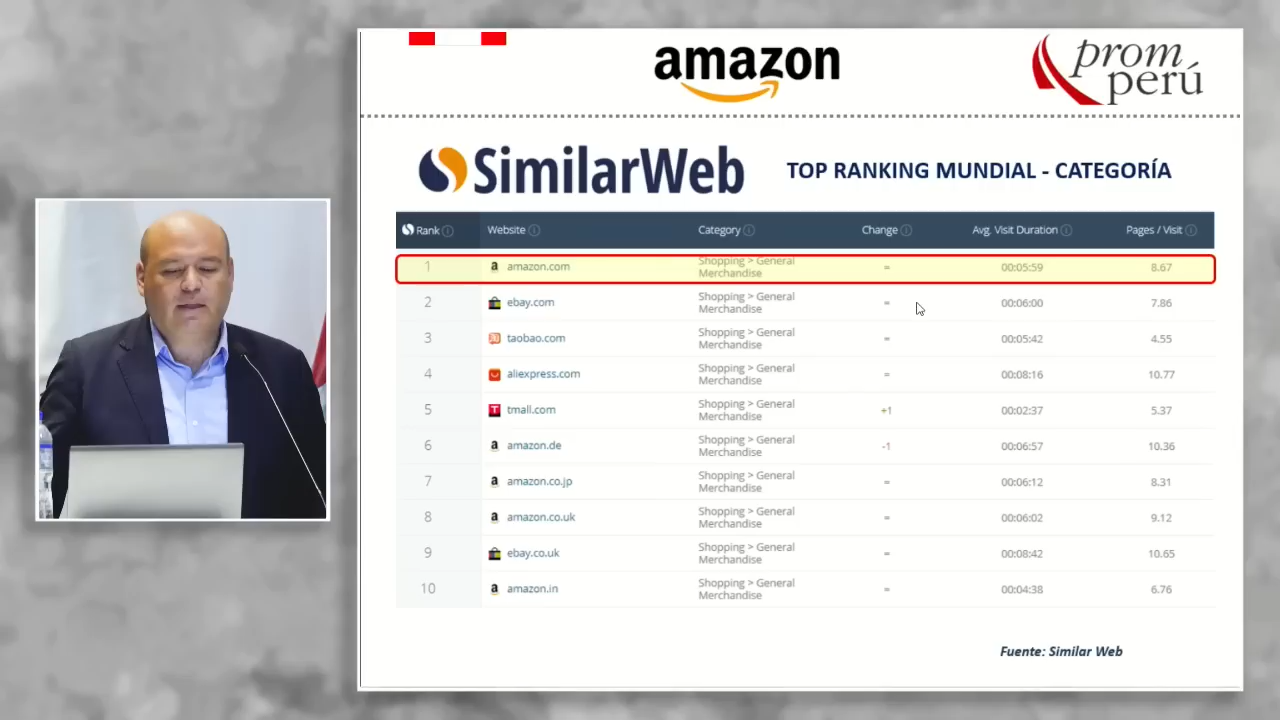 amazon
prom
perú
SimilarWeb TOP RANKING MUNDIAL - CATEGORÍA
Rank Website Category Change Avg. Visit Duration Pages / Visit
1 amazon.com Shopping > General Merchandise = 00:05:59 8.67
2 ebay.com Shopping > General Merchandise = 00:06:00 7.86
3 taobao.com Shopping > General Merchandise = 00:05:42 4.55
4 aliexpress.com Shopping > General Merchandise = 00:08:16 10.77
5 tmall.com Shopping > General Merchandise +1 00:02:37 5.37
6 amazon.de Shopping > General Merchandise -1 00:06:57 10.36
7 amazon.co.jp Shopping > General Merchandise = 00:06:12 8.31
8 amazon.co.uk Shopping > General Merchandise = 00:06:02 9.12
9 ebay.co.uk Shopping > General Merchandise = 00:08:42 10.65
10 amazon.in Shopping > General Merchandise = 00:04:38 6.76
Fuente: Similar Web